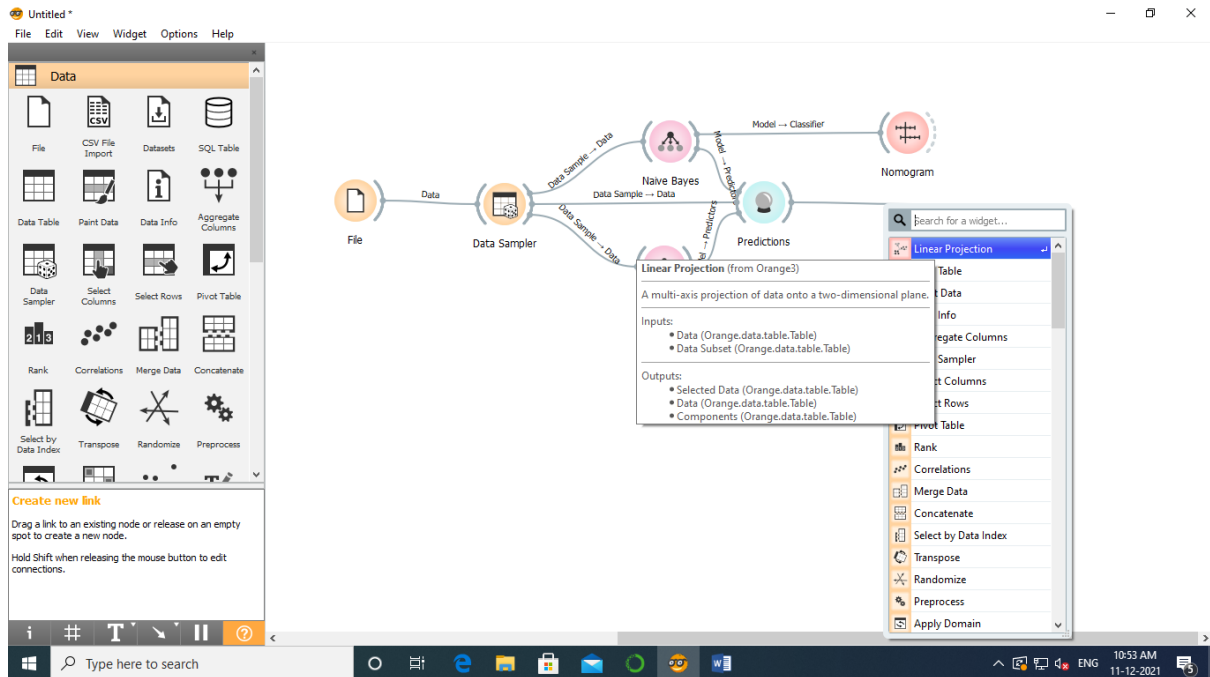 Untitled *
File Edit View Widget Options Help
Data
File
CSV File
Import
Datasets
SQL Table
Data Table
Paint Data
Data Info
Aggregate
Columns
Data
Sampler
Select
Columns
Select Rows
Pivot Table
Rank
Correlations
Merge Data
Concatenate
Select by
Data Index
Transpose
Randomize
Preprocess
Create new link
Drag a link to an existing node or release on an empty
spot to create a new node.
Hold Shift when releasing the mouse button to edit
connections.
File
Data
Data Sampler
Data Sample → Data
Data Sample → Data
Data Sample → Data
Naive Bayes
Model → Predictors
Model → Classifier
Nomogram
Predictions
→ Predictors
Linear Projection (from Orange3)
A multi-axis projection of data onto a two-dimensional plane.
Inputs:
• Data (Orange.data.table.Table)
• Data Subset (Orange.data.table.Table)
Outputs:
• Selected Data (Orange.data.table.Table)
• Data (Orange.data.table.Table)
• Components (Orange.data.table.Table)
Search for a widget...
Linear Projection
Table
Data
Info
regate Columns
Sampler
ct Columns
ct Rows
Pivot Table
Rank
Correlations
Merge Data
Concatenate
Select by Data Index
Transpose
Randomize
Preprocess
Apply Domain
Type here to search
ENG
10:53 AM
11-12-2021
5